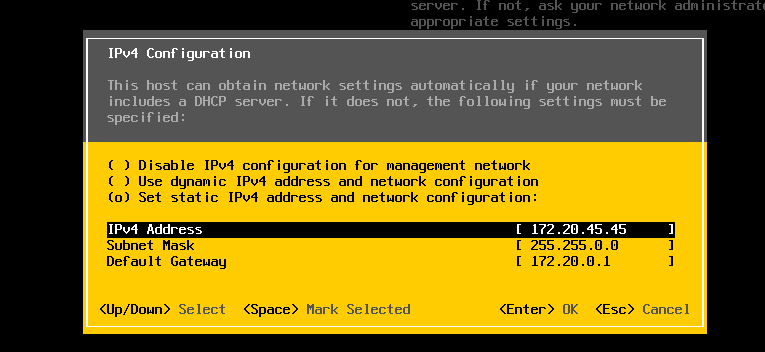 server. If not, ask your network administrat
appropriate settings.
IPv4 Configuration
This host can obtain network settings automatically if your network
includes a DHCP server. If it does not, the following settings must be
specified:
( ) Disable IPv4 configuration for management network
( ) Use dynamic IPv4 address and network configuration
(o) Set static IPv4 address and network configuration:
IPv4 Address [ 172.20.45.45 ]
Subnet Mask [ 255.255.0.0 ]
Default Gateway [ 172.20.0.1 ]
<Up/Down> Select <Space> Mark Selected <Enter> OK <Esc> Cancel